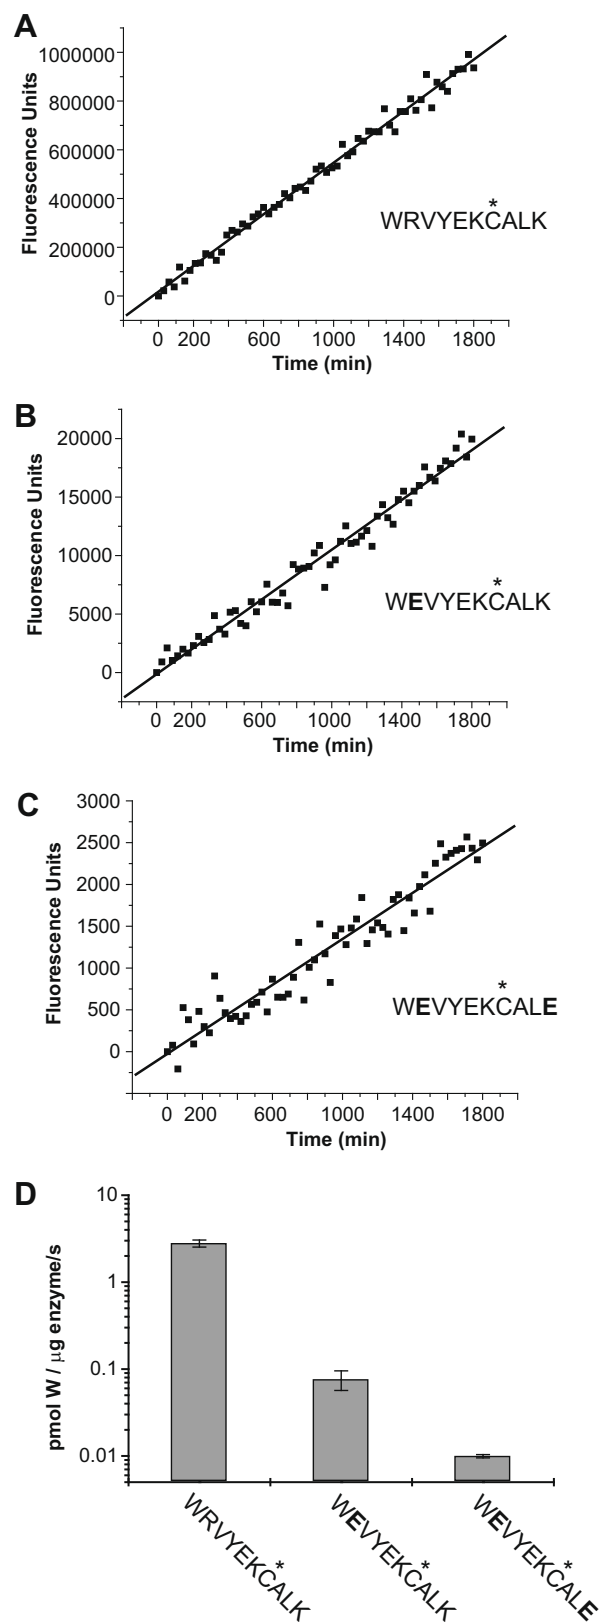 A
Fluorescence Units
1000000
800000
600000
400000
200000
0
*
WRVYEKCALK
0 200 600 1000 1400 1800
Time (min)
B
Fluorescence Units
20000
15000
10000
5000
0
*
WEVYEKCALK
0 200 600 1000 1400 1800
Time (min)
C
Fluorescence Units
3000
2500
2000
1500
1000
500
0
*
WEVYEKCALE
0 200 600 1000 1400 1800
Time (min)
D
pmol W / µg enzyme/s
10
1
0.1
0.01
*
WRVYEKCALK
*
WEVYEKCALK
*
WEVYEKCALE